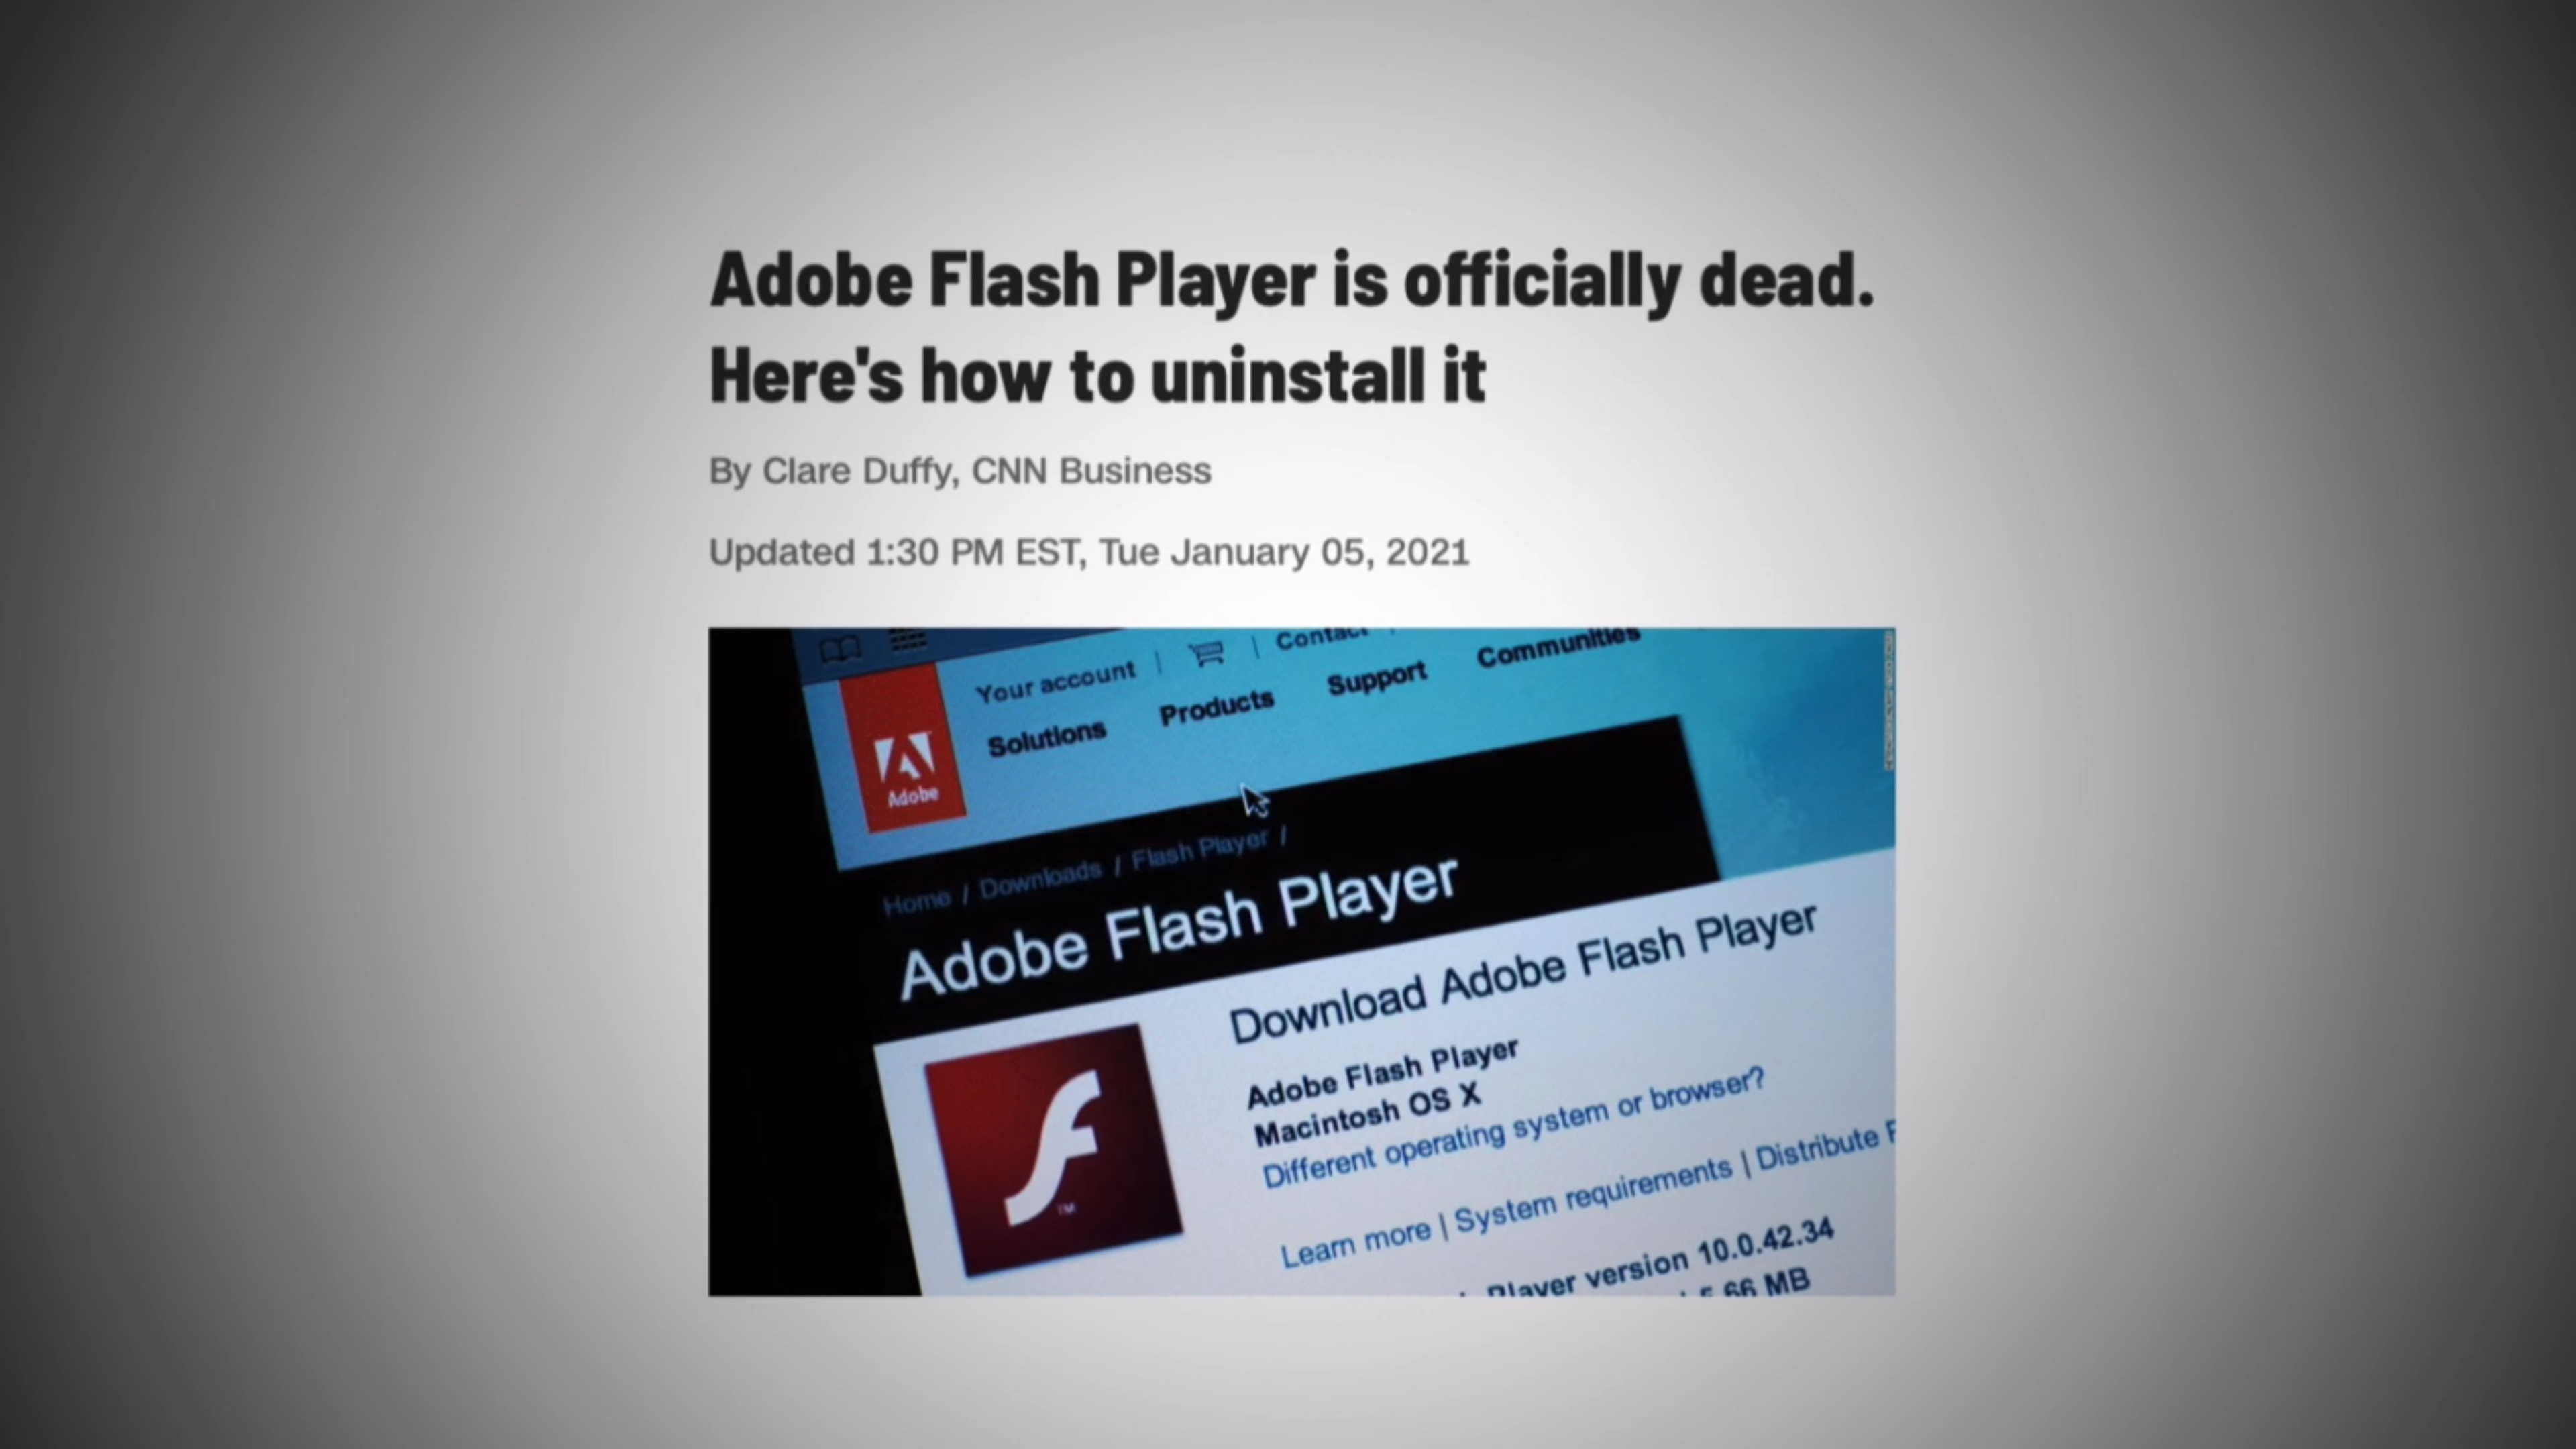 Adobe Flash Player is officially dead.
Here's how to uninstall it
By Clare Duffy, CNN Business
Updated 1:30 PM EST, Tue January 05, 2021
Your account | | Contact
Solutions Products Support Communities
Adobe
Home / Downloads / Flash Player /
Adobe Flash Player
Download Adobe Flash Player
Adobe Flash Player
Macintosh OS X
Different operating system or browser?
Learn more | System requirements | Distribute F
TM
Player version 10.0.42.34
5.66 MB